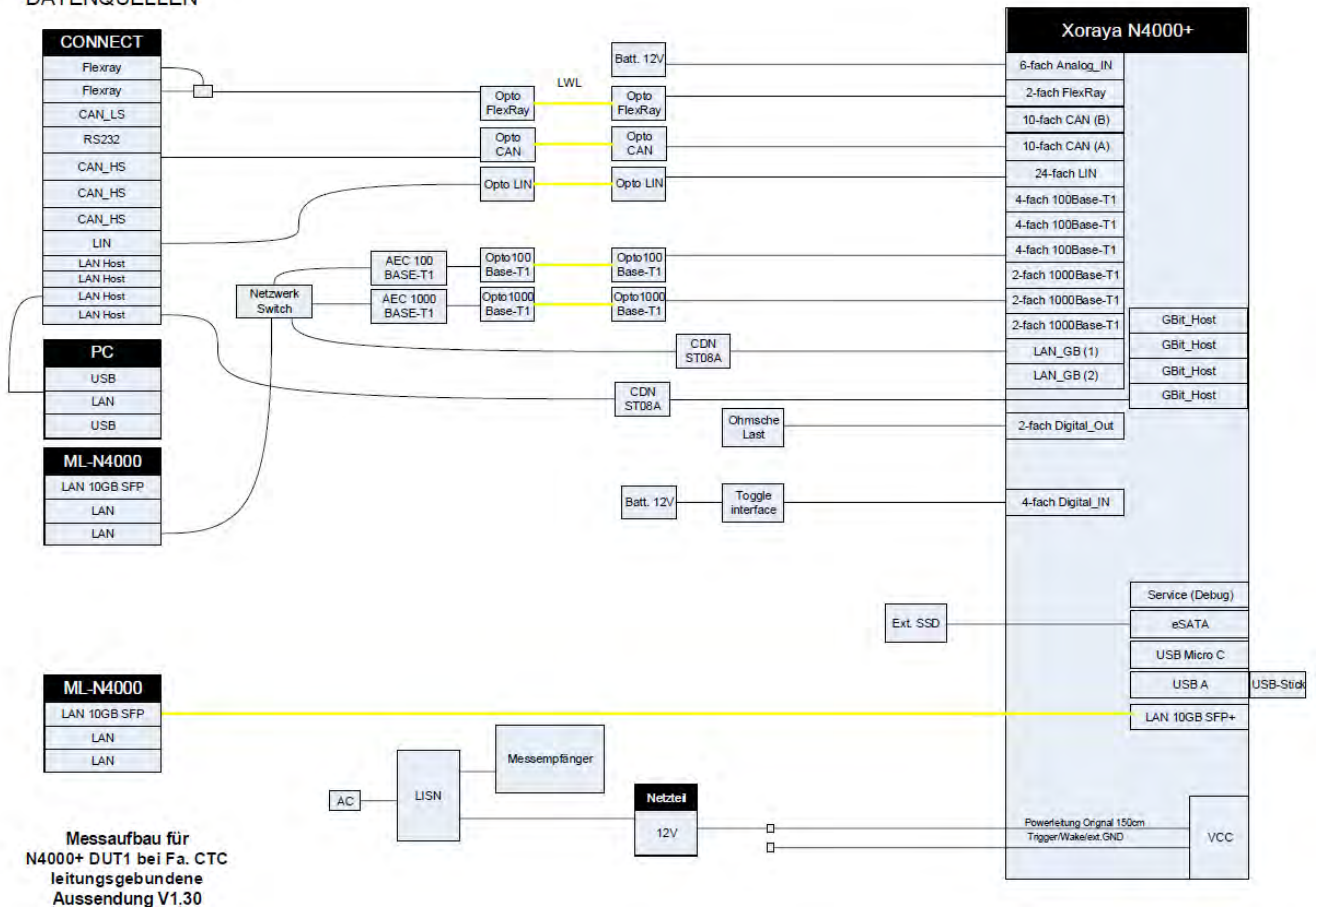 DATENQUELLEN
CONNECT
Flexray
Flexray
CAN_LS
RS232
CAN_HS
CAN_HS
CAN_HS
LIN
LAN Host
LAN Host
LAN Host
LAN Host
PC
USB
LAN
USB
ML-N4000
LAN 10GB SFP
LAN
LAN
ML-N4000
LAN 10GB SFP
LAN
LAN
Messaufbau für
N4000+ DUT1 bei Fa. CTC
leitungsgebundene
Aussendung V1.30
Netzwerk
Switch
AEC 100
BASE-T1
AEC 1000
BASE-T1
Opto
FlexRay
Opto
CAN
Opto LIN
Opto100
Base-T1
Opto1000
Base-T1
LWL
Batt. 12V
Opto
FlexRay
Opto
CAN
Opto LIN
Opto100
Base-T1
Opto1000
Base-T1
CDN
ST08A
CDN
ST08A
Ohmsche
Last
Batt. 12V
Toggle
interface
Ext. SSD
AC
LISN
Messempfänger
Netzteil
12V
Xoraya N4000+
6-fach Analog_IN
2-fach FlexRay
10-fach CAN (B)
10-fach CAN (A)
24-fach LIN
4-fach 100Base-T1
4-fach 100Base-T1
4-fach 100Base-T1
2-fach 1000Base-T1
2-fach 1000Base-T1
2-fach 1000Base-T1
LAN_GB (1)
LAN_GB (2)
GBit_Host
GBit_Host
GBit_Host
GBit_Host
2-fach Digital_Out
4-fach Digital_IN
Service (Debug)
eSATA
USB Micro C
USB A
USB-Stick
LAN 10GB SFP+
Powerleitung Orignal 150cm
Trigger/Wake/ext.GND
VCC